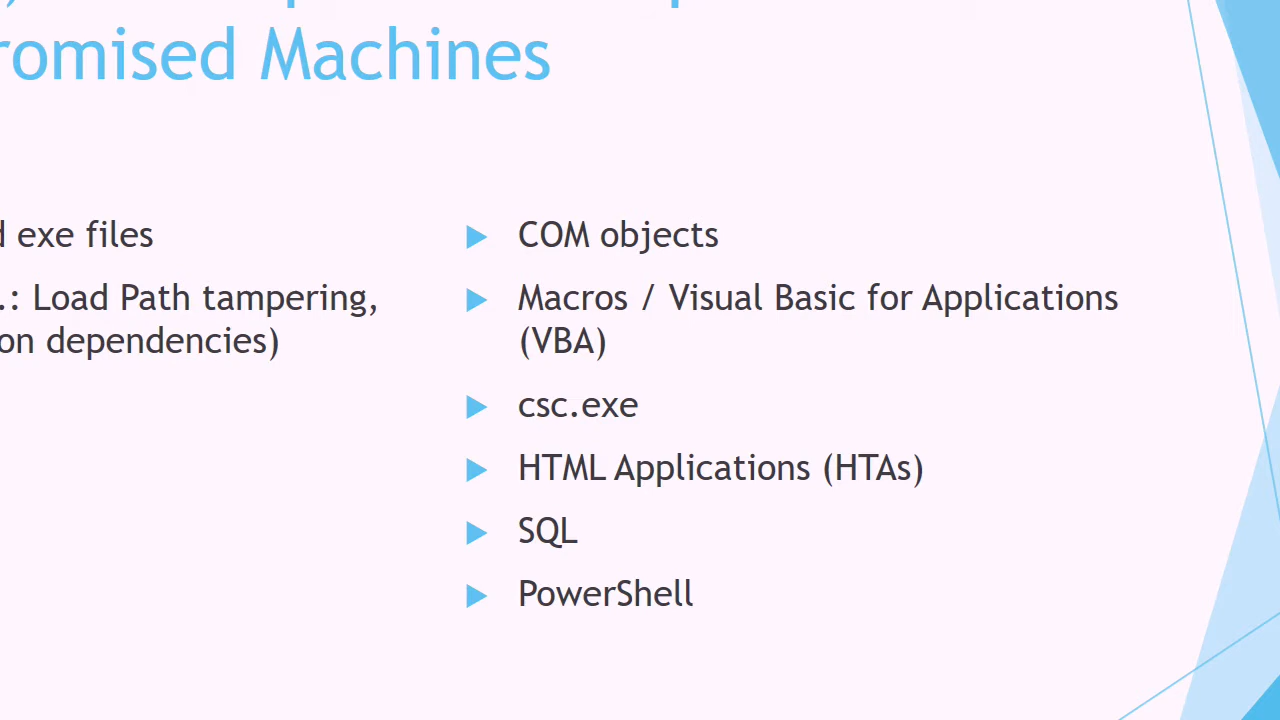 romised Machines
d exe files
.: Load Path tampering,
on dependencies)
COM objects
Macros / Visual Basic for Applications
(VBA)
csc.exe
HTML Applications (HTAs)
SQL
PowerShell